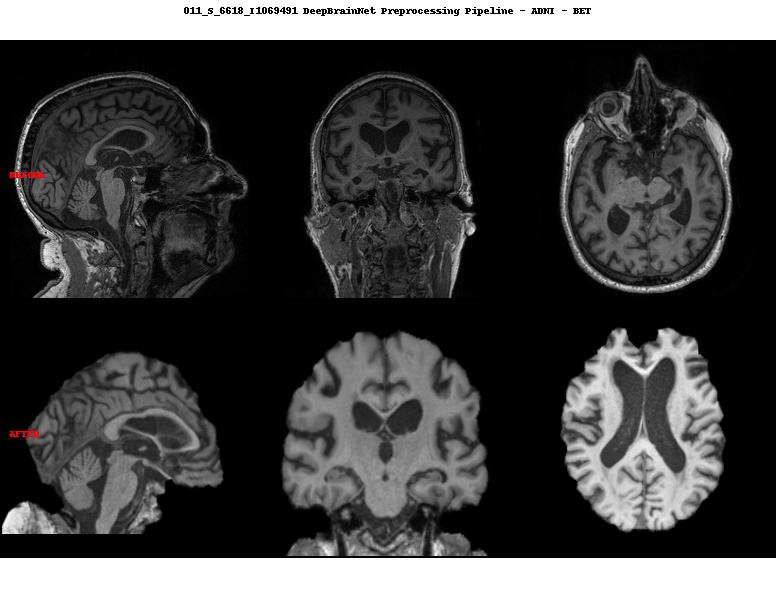 011_S_6618_I1069491 DeepBrainNet Preprocessing Pipeline - ADNI - BET
BEFORE
AFTER